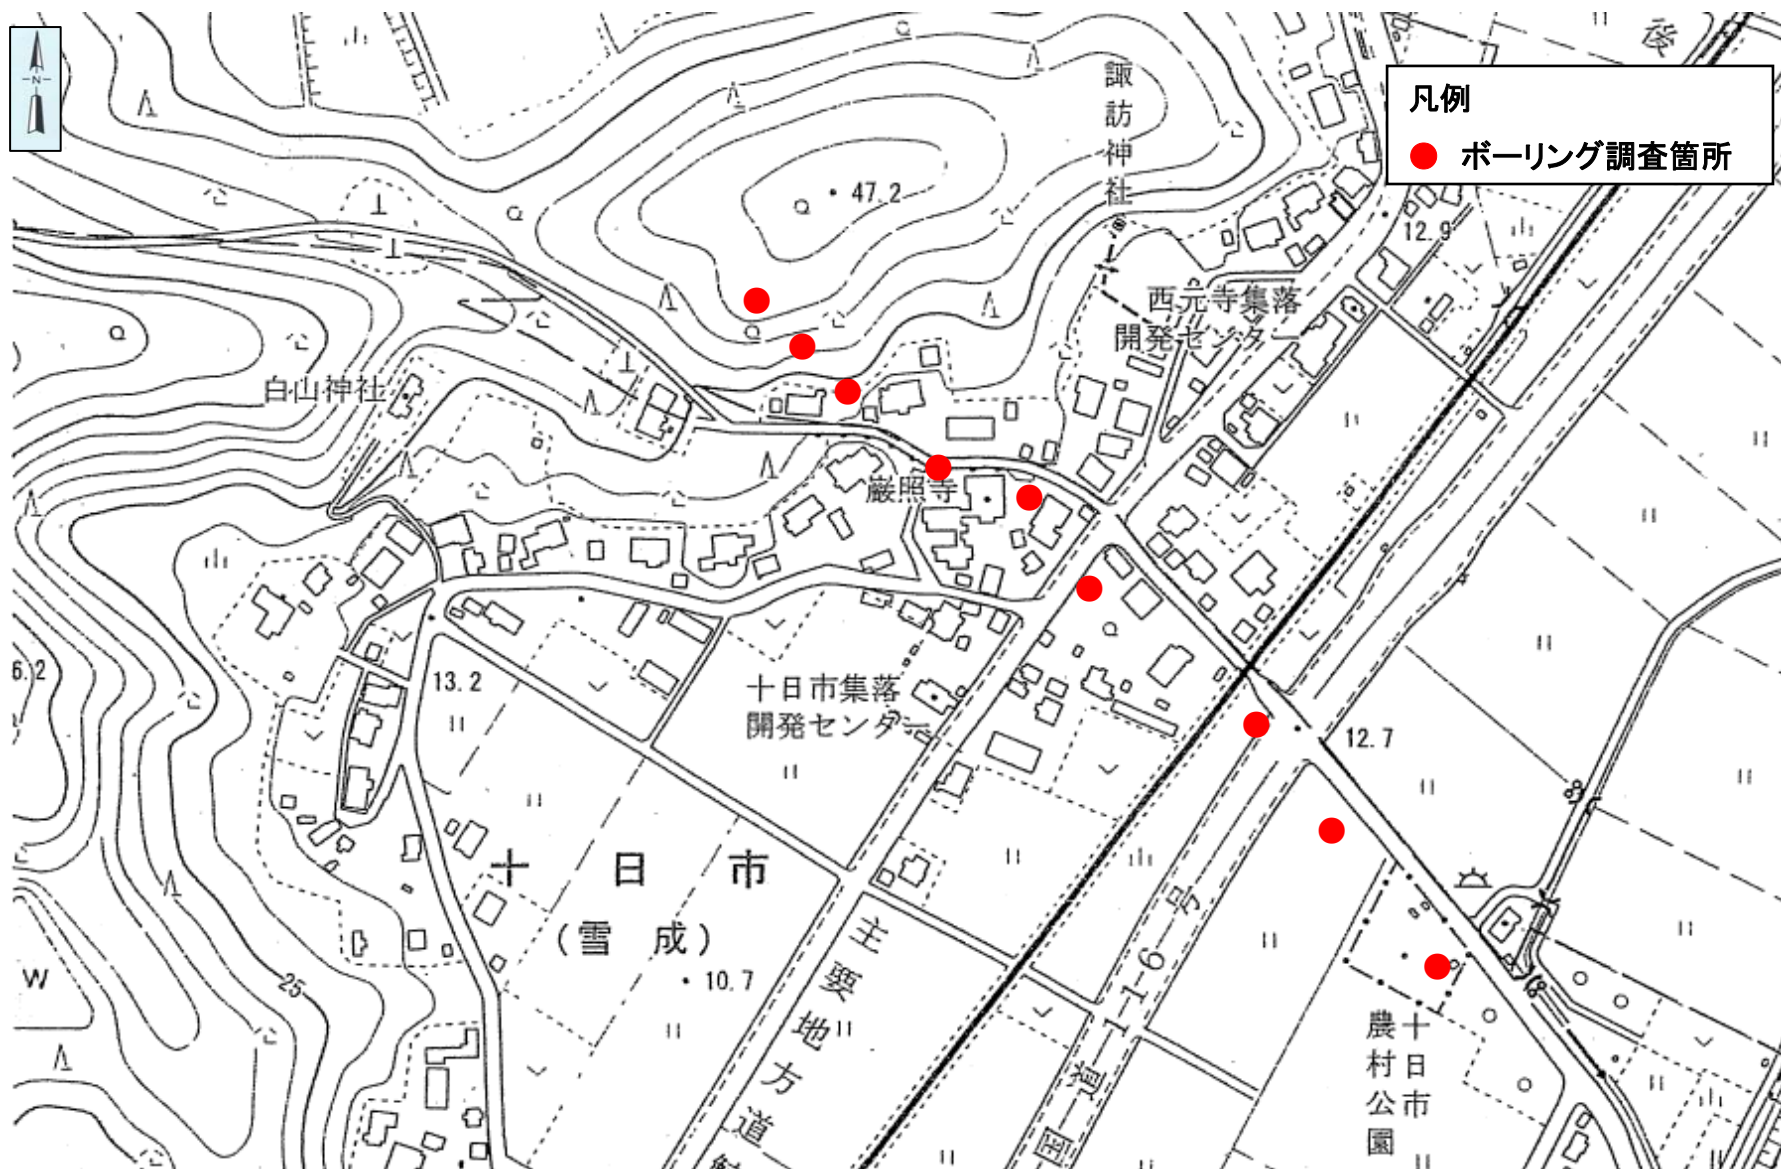 N
凡例
ボーリング調査箇所
後
諏訪神社
47.2
12.9
西元寺集落
開発センター
白山神社
巌照寺
6.2
13.2
十日市集落
開発センター
12.7
十日市
(雪成)
10.7
25
W
主要地方道
国道116号
十日市
農村公園